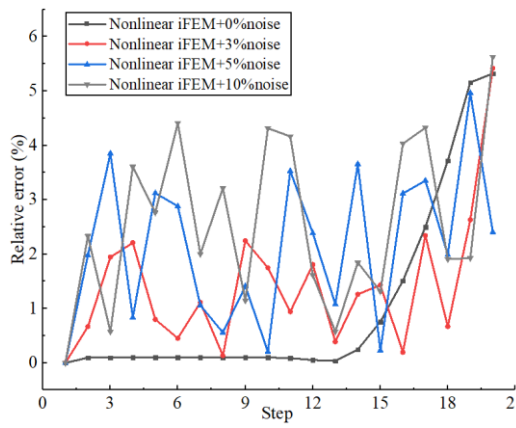 Nonlinear iFEM+0%noise
Nonlinear iFEM+3%noise
Nonlinear iFEM+5%noise
Nonlinear iFEM+10%noise
Relative error (%)
6
5
4
3
2
1
0
0 3 6 9 12 15 18 2
Step